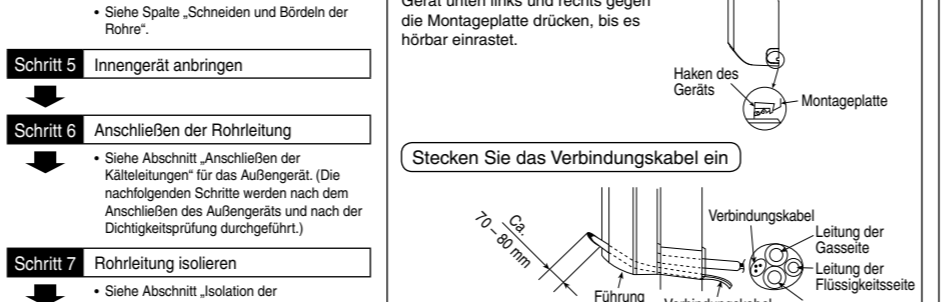 • Siehe Spalte „Schneiden und Bördeln der
Rohre“.
Schritt 5 Innengerät anbringen
Schritt 6 Anschließen der Rohrleitung
• Siehe Abschnitt „Anschließen der
Kälteleitungen“ für das Außengerät. (Die
nachfolgenden Schritte werden nach dem
Anschließen des Außengeräts und nach der
Dichtigkeitsprüfung durchgeführt.)
Schritt 7 Rohrleitung isolieren
• Siehe Abschnitt „Isolation der
Gerät unten links und rechts gegen
die Montageplatte drücken, bis es
hörbar einrastet.
Haken des
Geräts
Montageplatte
Stecken Sie das Verbindungskabel ein
Ca.
70 – 80 mm
Verbindungskabel
Leitung der
Gasseite
Leitung der
Flüssigkeitsseite
Führung
Verbindungskabel